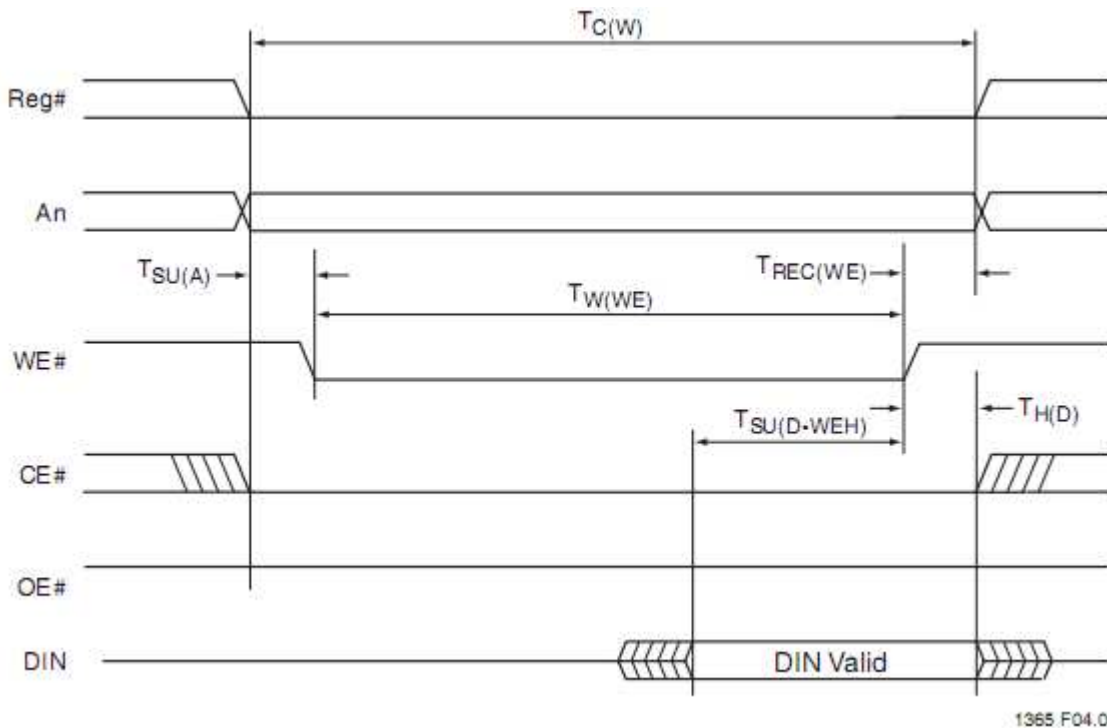 TC(W)
Reg#
An
TSU(A)
TREC(WE)
TW(WE)
WE#
TSU(D-WEH)
TH(D)
CE#
OE#
DIN
DIN Valid
1365 F04.0